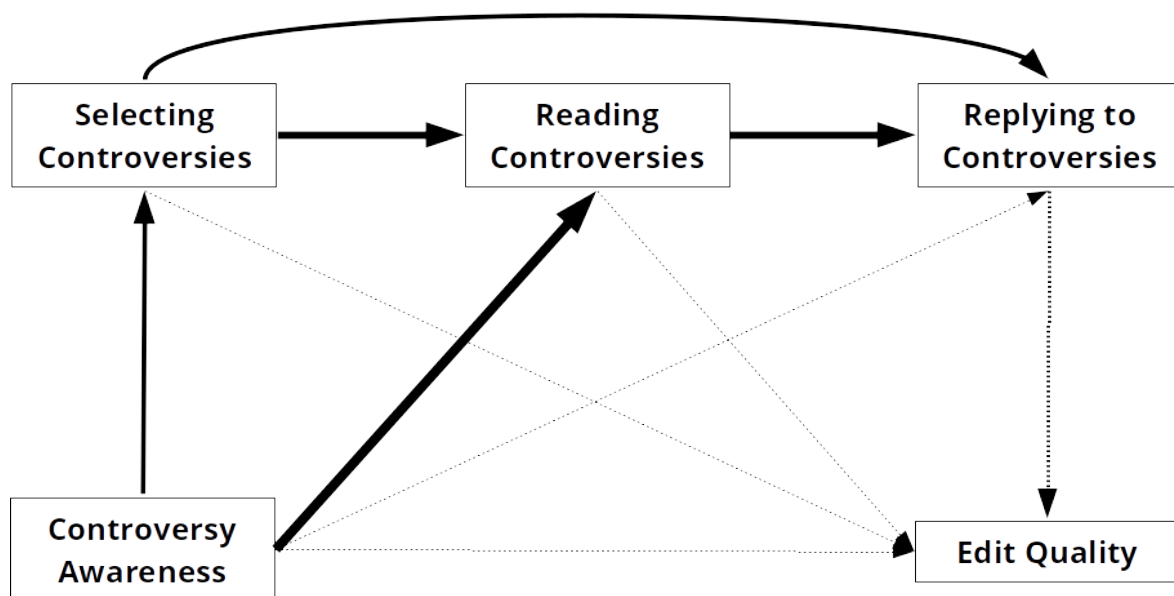 Selecting
Controversies
Reading
Controversies
Replying to
Controversies
Controversy
Awareness
Edit Quality